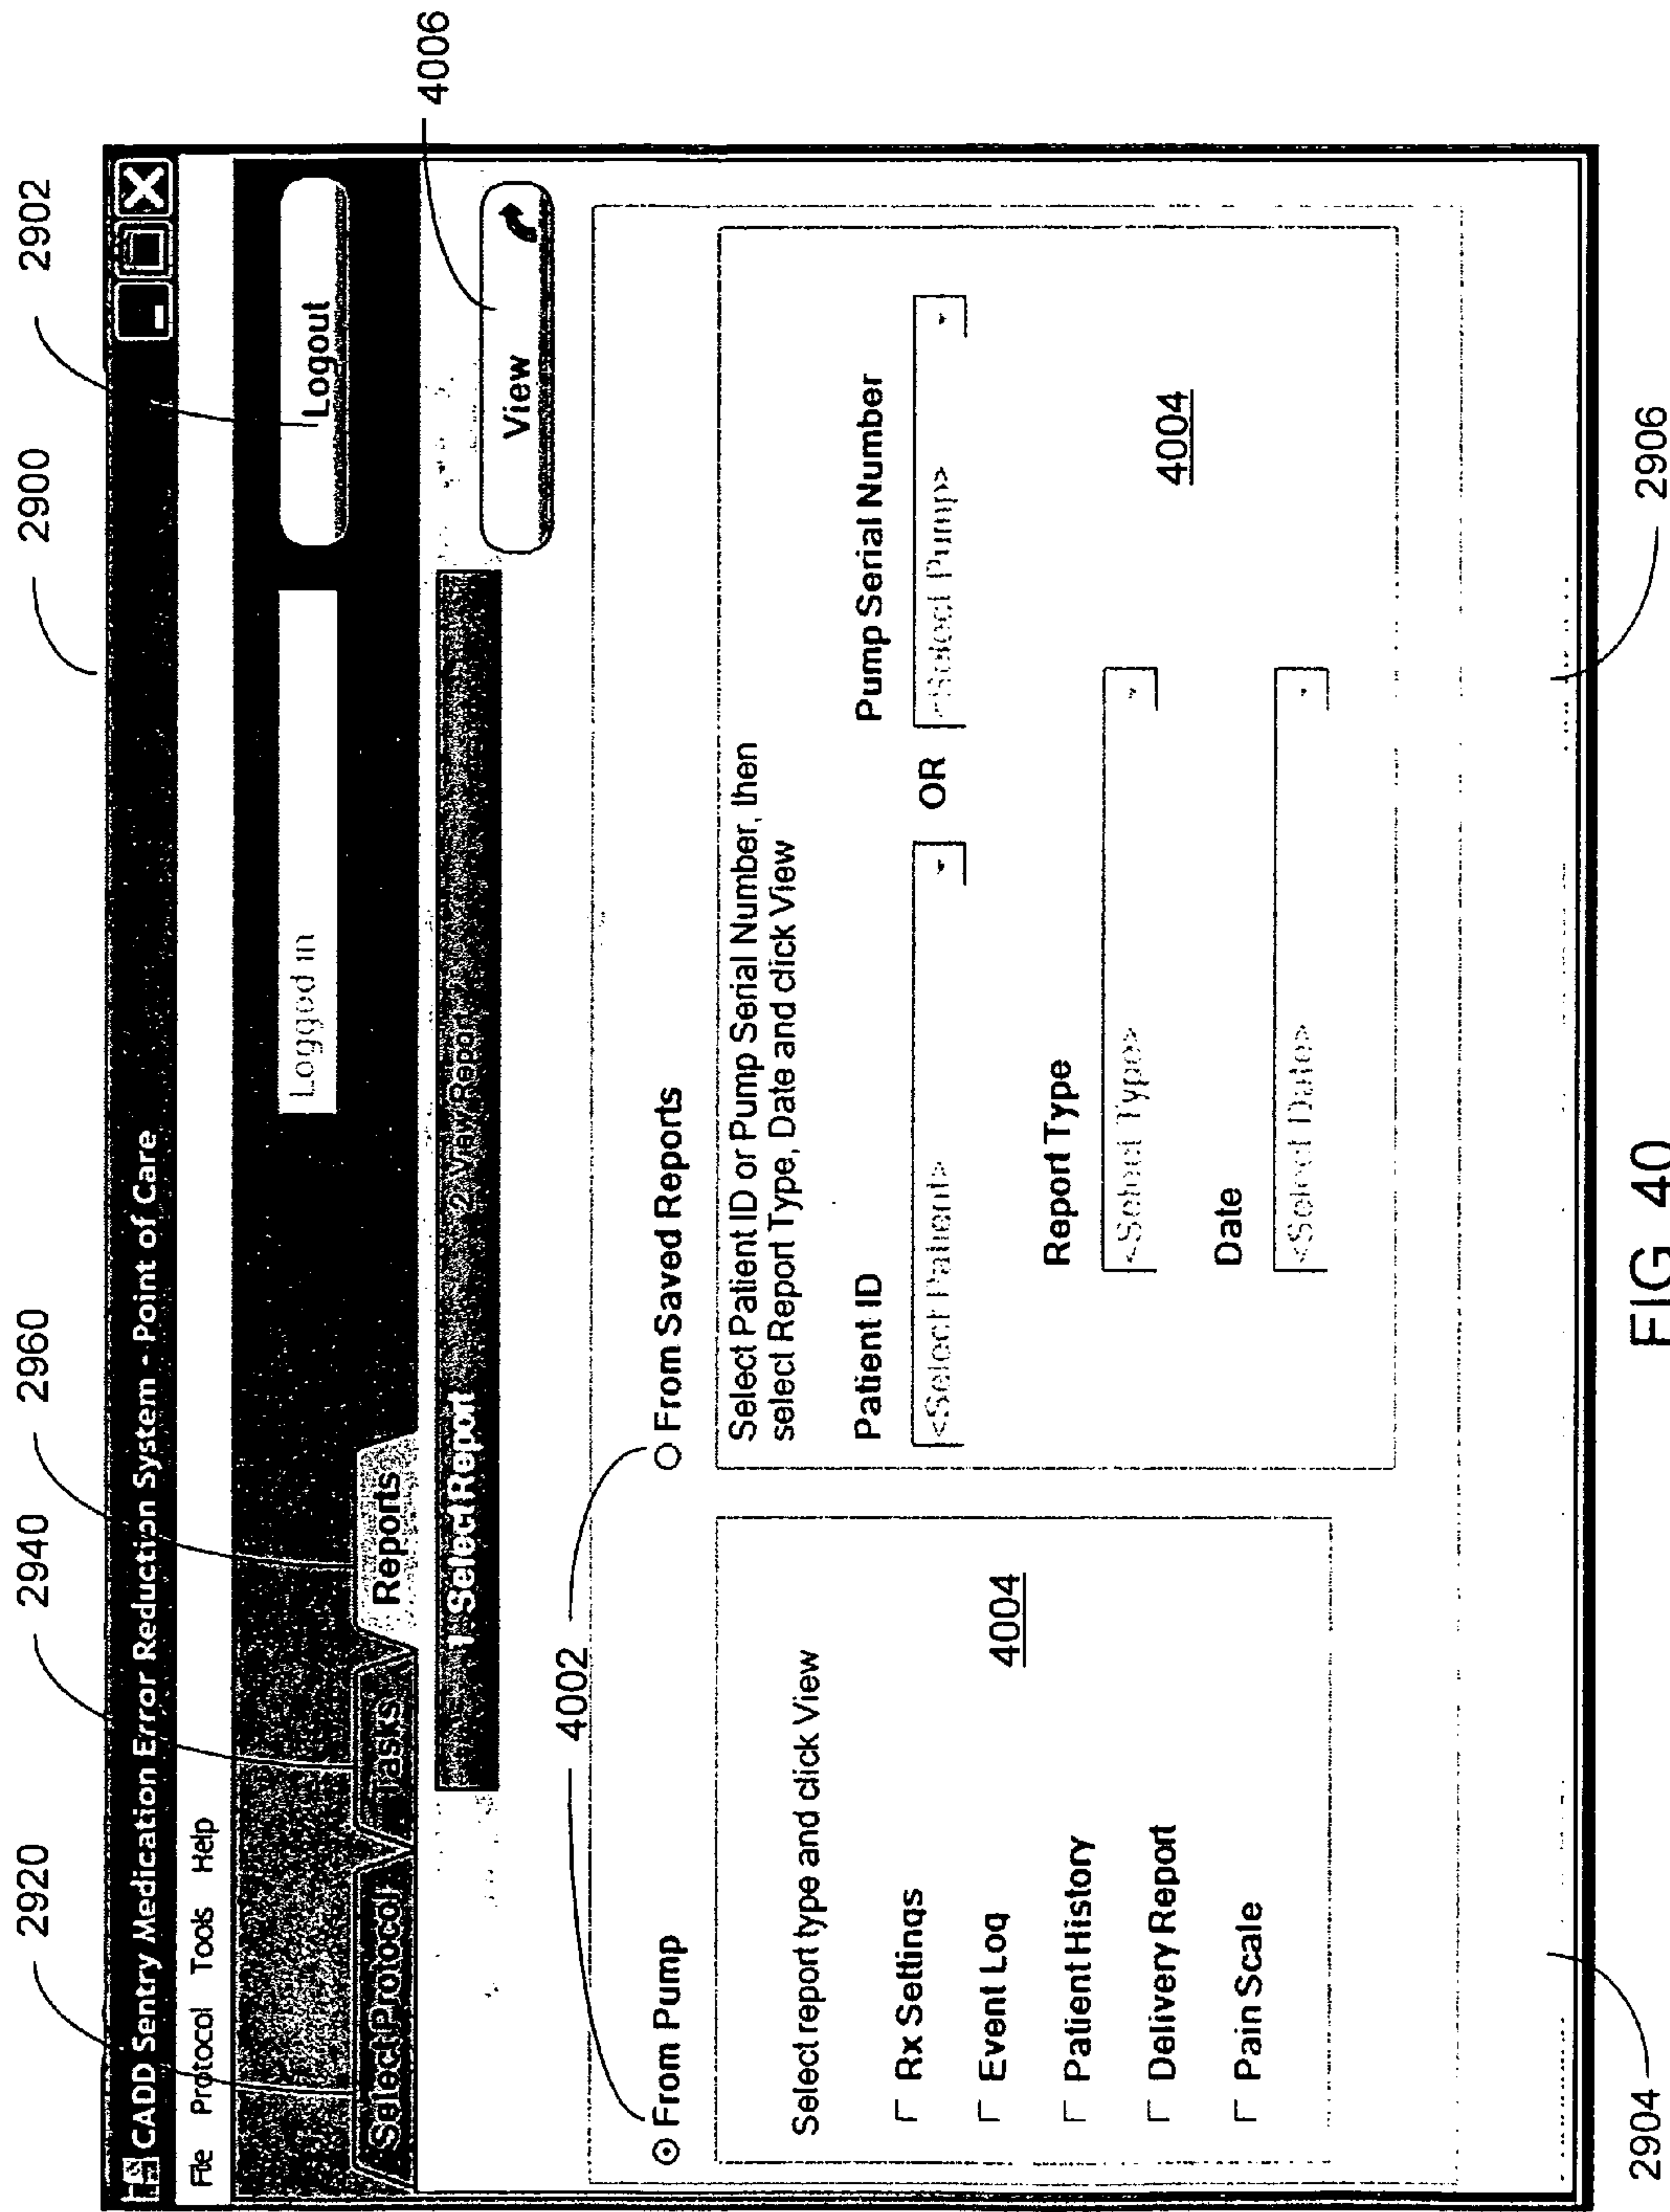 2900
2902
2920
2940
2960
CADD Sentry Medication Error Reduction System - Point of Care
File Protocol Tools Help
Logged in
Logout
Select Protocol
Tasks
Reports
1. Select Report
2. View Report
View
4006
4002
From Pump
From Saved Reports
Select report type and click View
Rx Settings
Event Log
Patient History
Delivery Report
Pain Scale
4004
Select Patient ID or Pump Serial Number, then
select Report Type, Date and click View
Patient ID
Pump Serial Number
<Select Patient>
OR
<Select Pump>
Report Type
<Select Type>
Date
<Select Date>
4004
2904
2906
FIG. 40